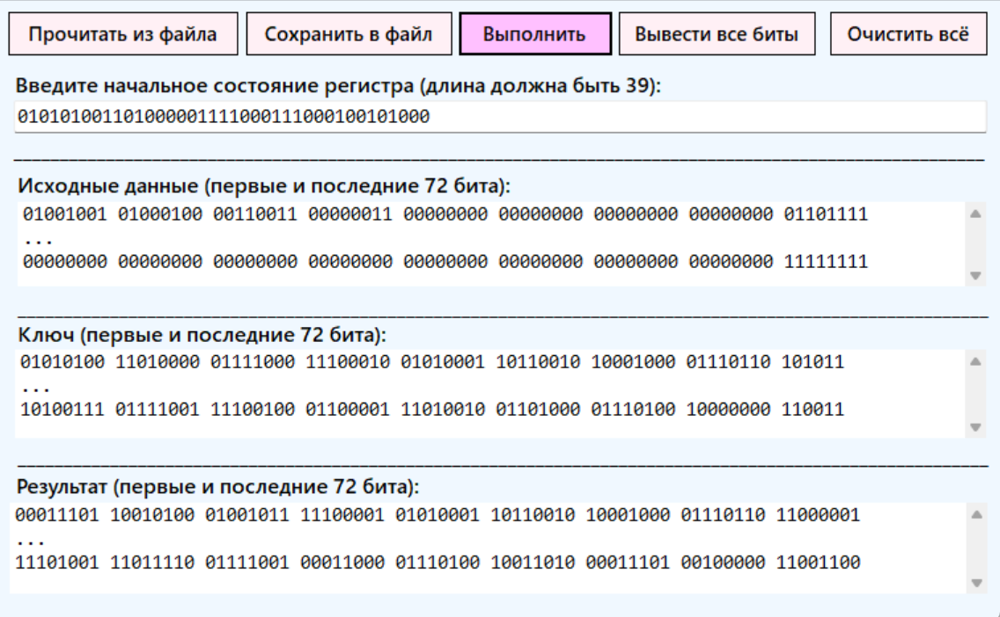 Прочитать из файла Сохранить в файл Выполнить Вывести все биты Очистить всё
Введите начальное состояние регистра (длина должна быть 39):
010101001101000001111000111000100101000
Исходные данные (первые и последние 72 бита):
01001001 01000100 00110011 00000011 00000000 00000000 00000000 00000000 01101111
...
00000000 00000000 00000000 00000000 00000000 00000000 00000000 00000000 11111111
Ключ (первые и последние 72 бита):
01010100 11010000 01111000 11100010 01010001 10110010 10001000 01110110 101011
...
10100111 01111001 11100100 01100001 11010010 01101000 01110100 10000000 110011
Результат (первые и последние 72 бита):
00011101 10010100 01001011 11100001 01010001 10110010 10001000 01110110 11000001
...
11101001 11011110 01111001 00011000 01110100 10011010 00011101 00100000 11001100